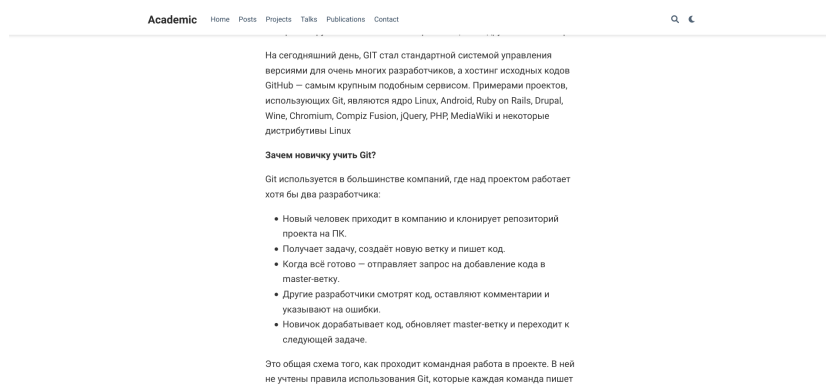 Academic Home Posts Projects Talks Publications Contact
На сегодняшний день, GIT стал стандартной системой управления
версиями для очень многих разработчиков, а хостинг исходных кодов
GitHub — самым крупным подобным сервисом. Примерами проектов,
использующих Git, являются ядро Linux, Android, Ruby on Rails, Drupal,
Wine, Chromium, Compiz Fusion, jQuery, PHP, MediaWiki и некоторые
дистрибутивы Linux
Зачем новичку учить Git?
Git используется в большинстве компаний, где над проектом работает
хотя бы два разработчика:
• Новый человек приходит в компанию и клонирует репозиторий
проекта на ПК.
• Получает задачу, создаёт новую ветку и пишет код.
• Когда всё готово — отправляет запрос на добавление кода в
master-ветку.
• Другие разработчики смотрят код, оставляют комментарии и
указывают на ошибки.
• Новичок дорабатывает код, обновляет master-ветку и переходит к
следующей задаче.
Это общая схема того, как проходит командная работа в проекте. В ней
не учтены правила использования Git, которые каждая команда пишет